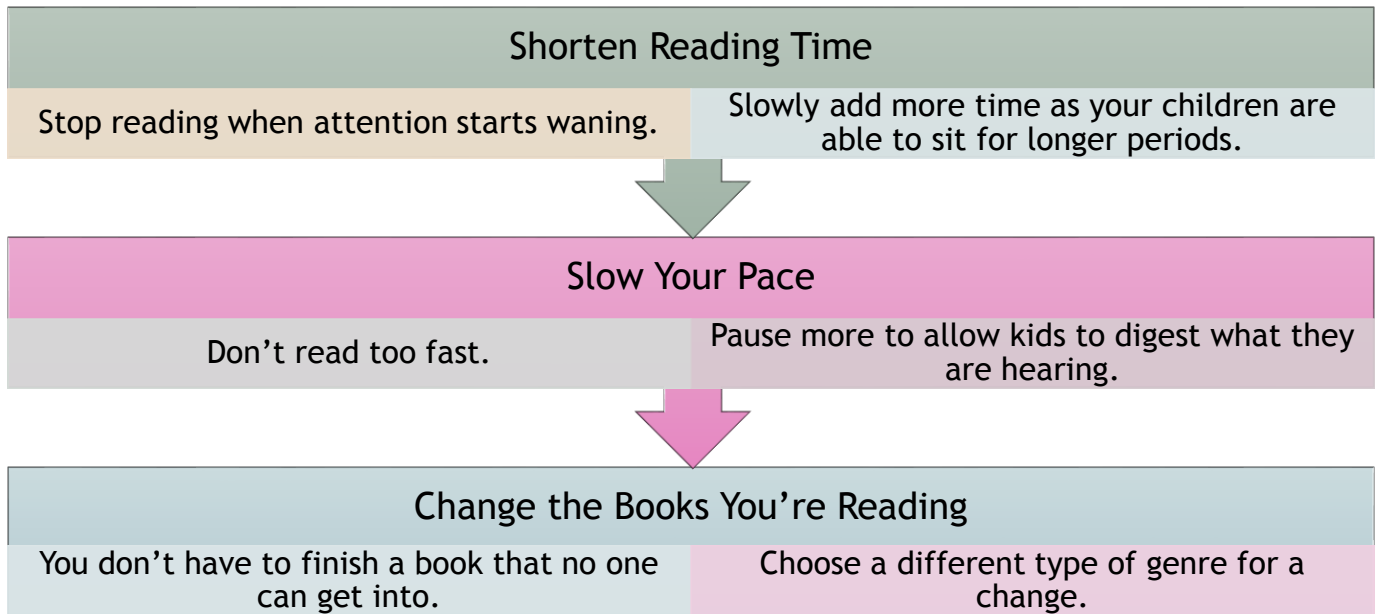 Shorten Reading Time
Stop reading when attention starts waning.
Slowly add more time as your children are
able to sit for longer periods.
Slow Your Pace
Don’t read too fast.
Pause more to allow kids to digest what they
are hearing.
Change the Books You’re Reading
You don’t have to finish a book that no one
can get into.
Choose a different type of genre for a
change.